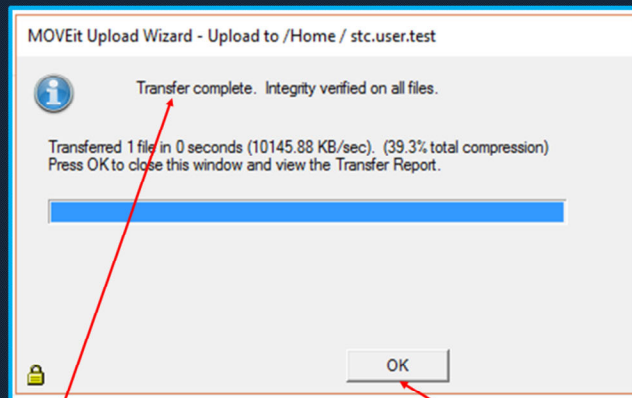 MOVEit Upload Wizard - Upload to /Home / stc.user.test
Transfer complete. Integrity verified on all files.
Transferred 1 file in 0 seconds (10145.88 KB/sec). (39.3% total compression)
Press OK to close this window and view the Transfer Report.
OK